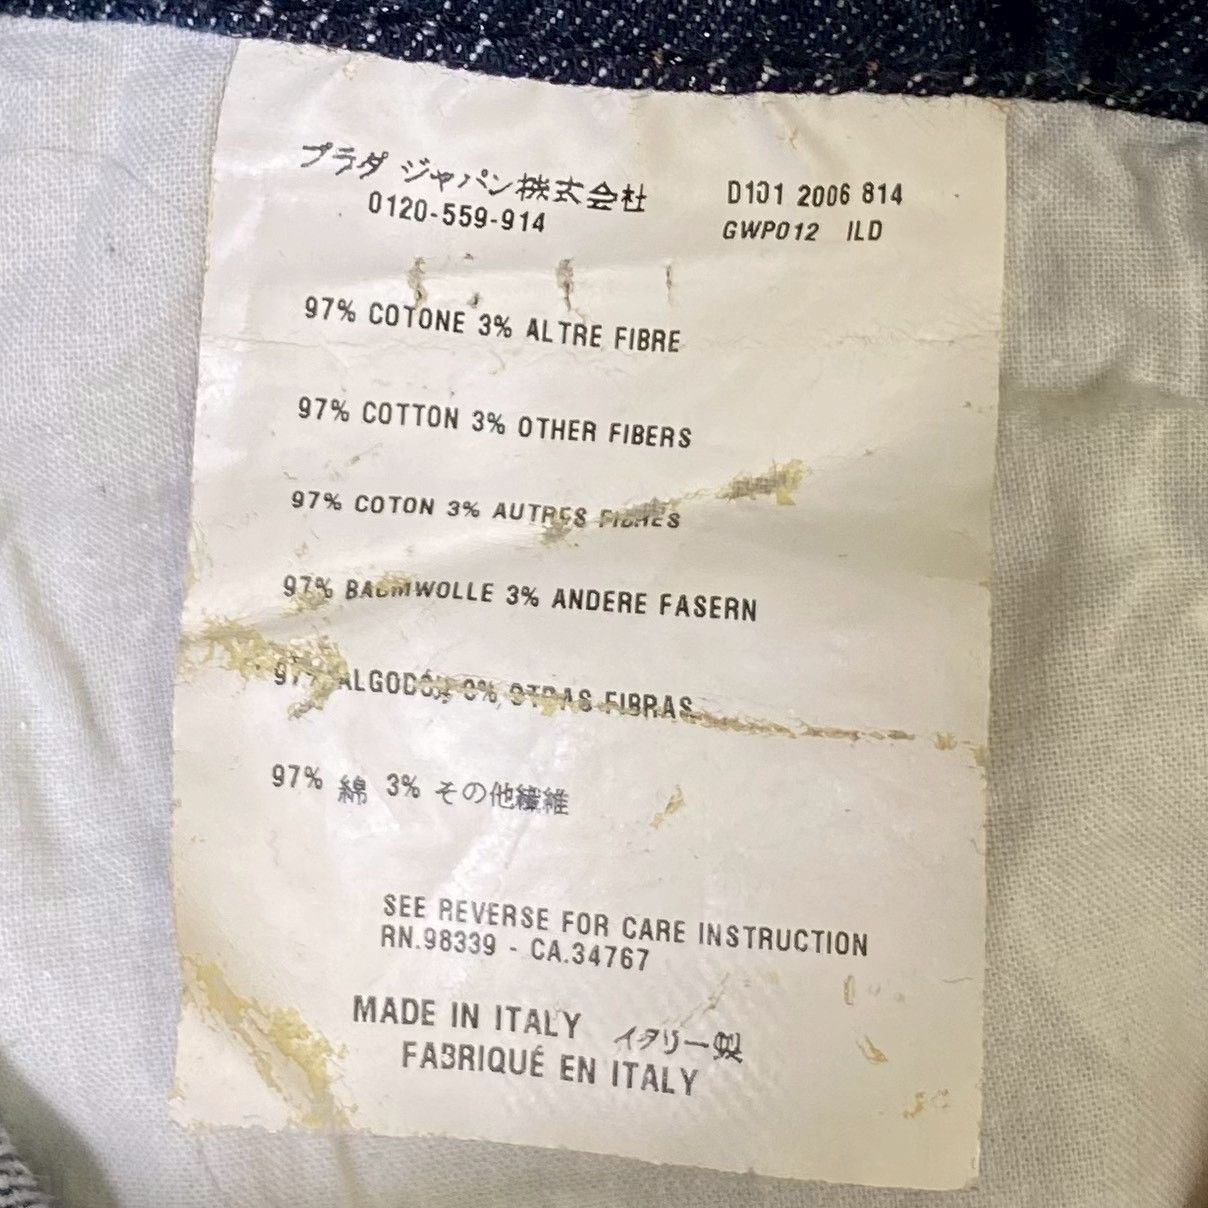 プラダ ジャパン株式会社
0120-559-914
D101 2006 814
GWP012 ILD
97% COTONE 3% ALTRE FIBRE
97% COTTON 3% OTHER FIBERS
97% COTON 3% AUTRES FIBRES
97% BAUMWOLLE 3% ANDERE FASERN
97% ALGODÓN 3% OTRAS FIBRAS
97% 綿 3% その他繊維
SEE REVERSE FOR CARE INSTRUCTION
RN.98339 - CA.34767
MADE IN ITALY イタリー製
FABRIQUÉ EN ITALY